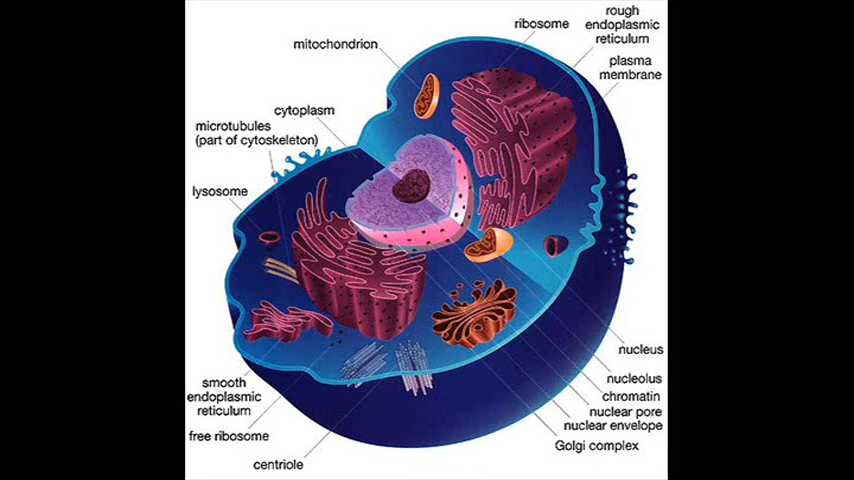 rough
endoplasmic
reticulum
ribosome
mitochondrion
plasma
membrane
cytoplasm
microtubules
(part of cytoskeleton)
lysosome
nucleus
nucleolus
chromatin
nuclear pore
nuclear envelope
Golgi complex
smooth
endoplasmic
reticulum
free ribosome
centriole